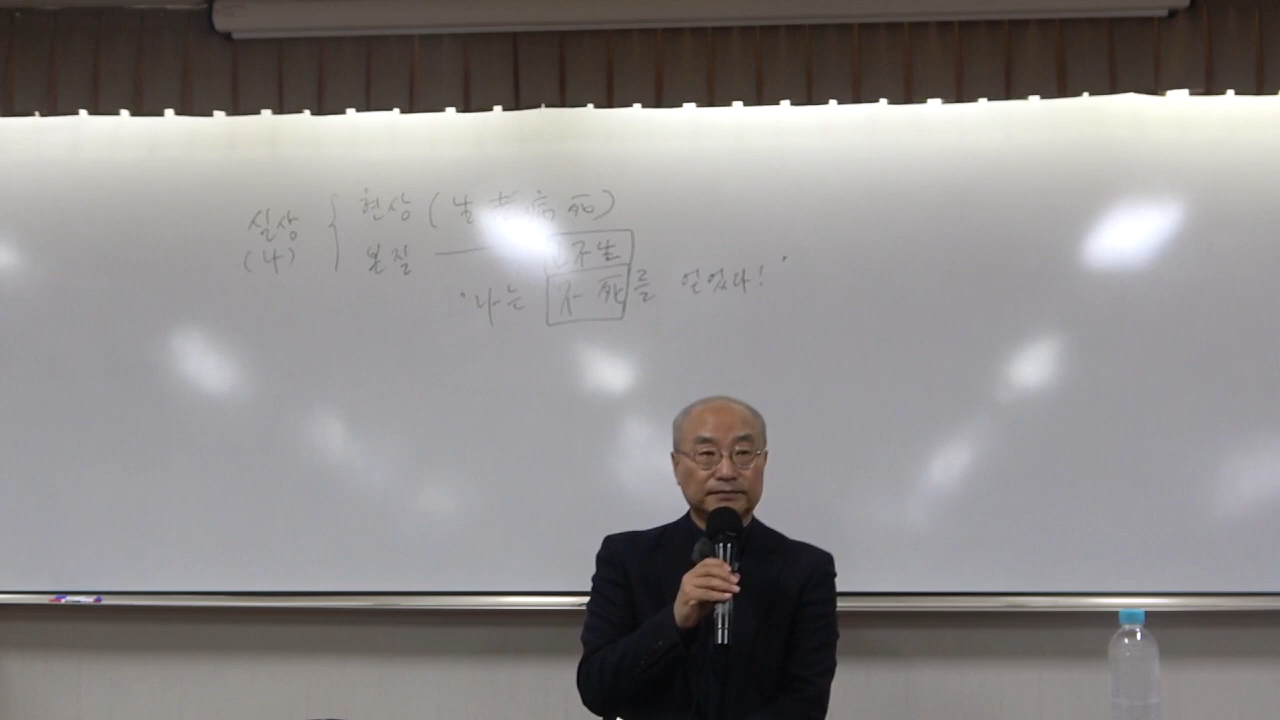 실상 { 현상 (生老病死)
(나) 본질 — 不生
"나는 不死를 얻었다!"